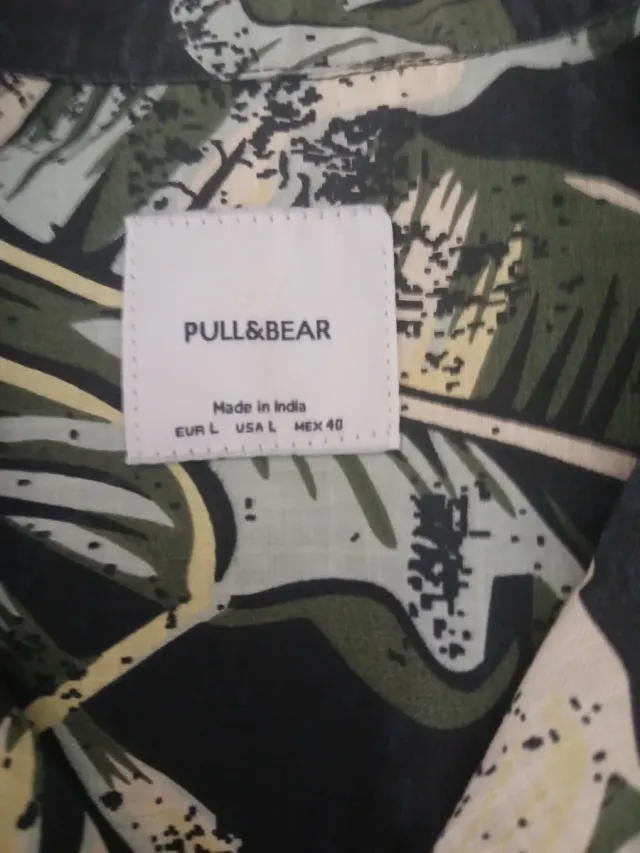 PULL&BEAR
Made in India
EUR L USA L MEX 40